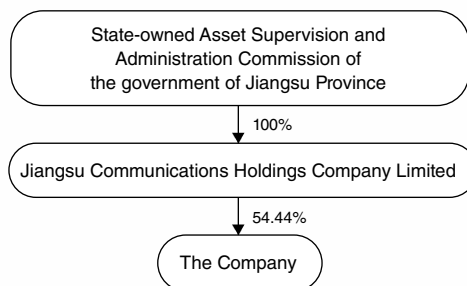 State-owned Asset Supervision and
Administration Commission of
the government of Jiangsu Province
100%
Jiangsu Communications Holdings Company Limited
54.44%
The Company